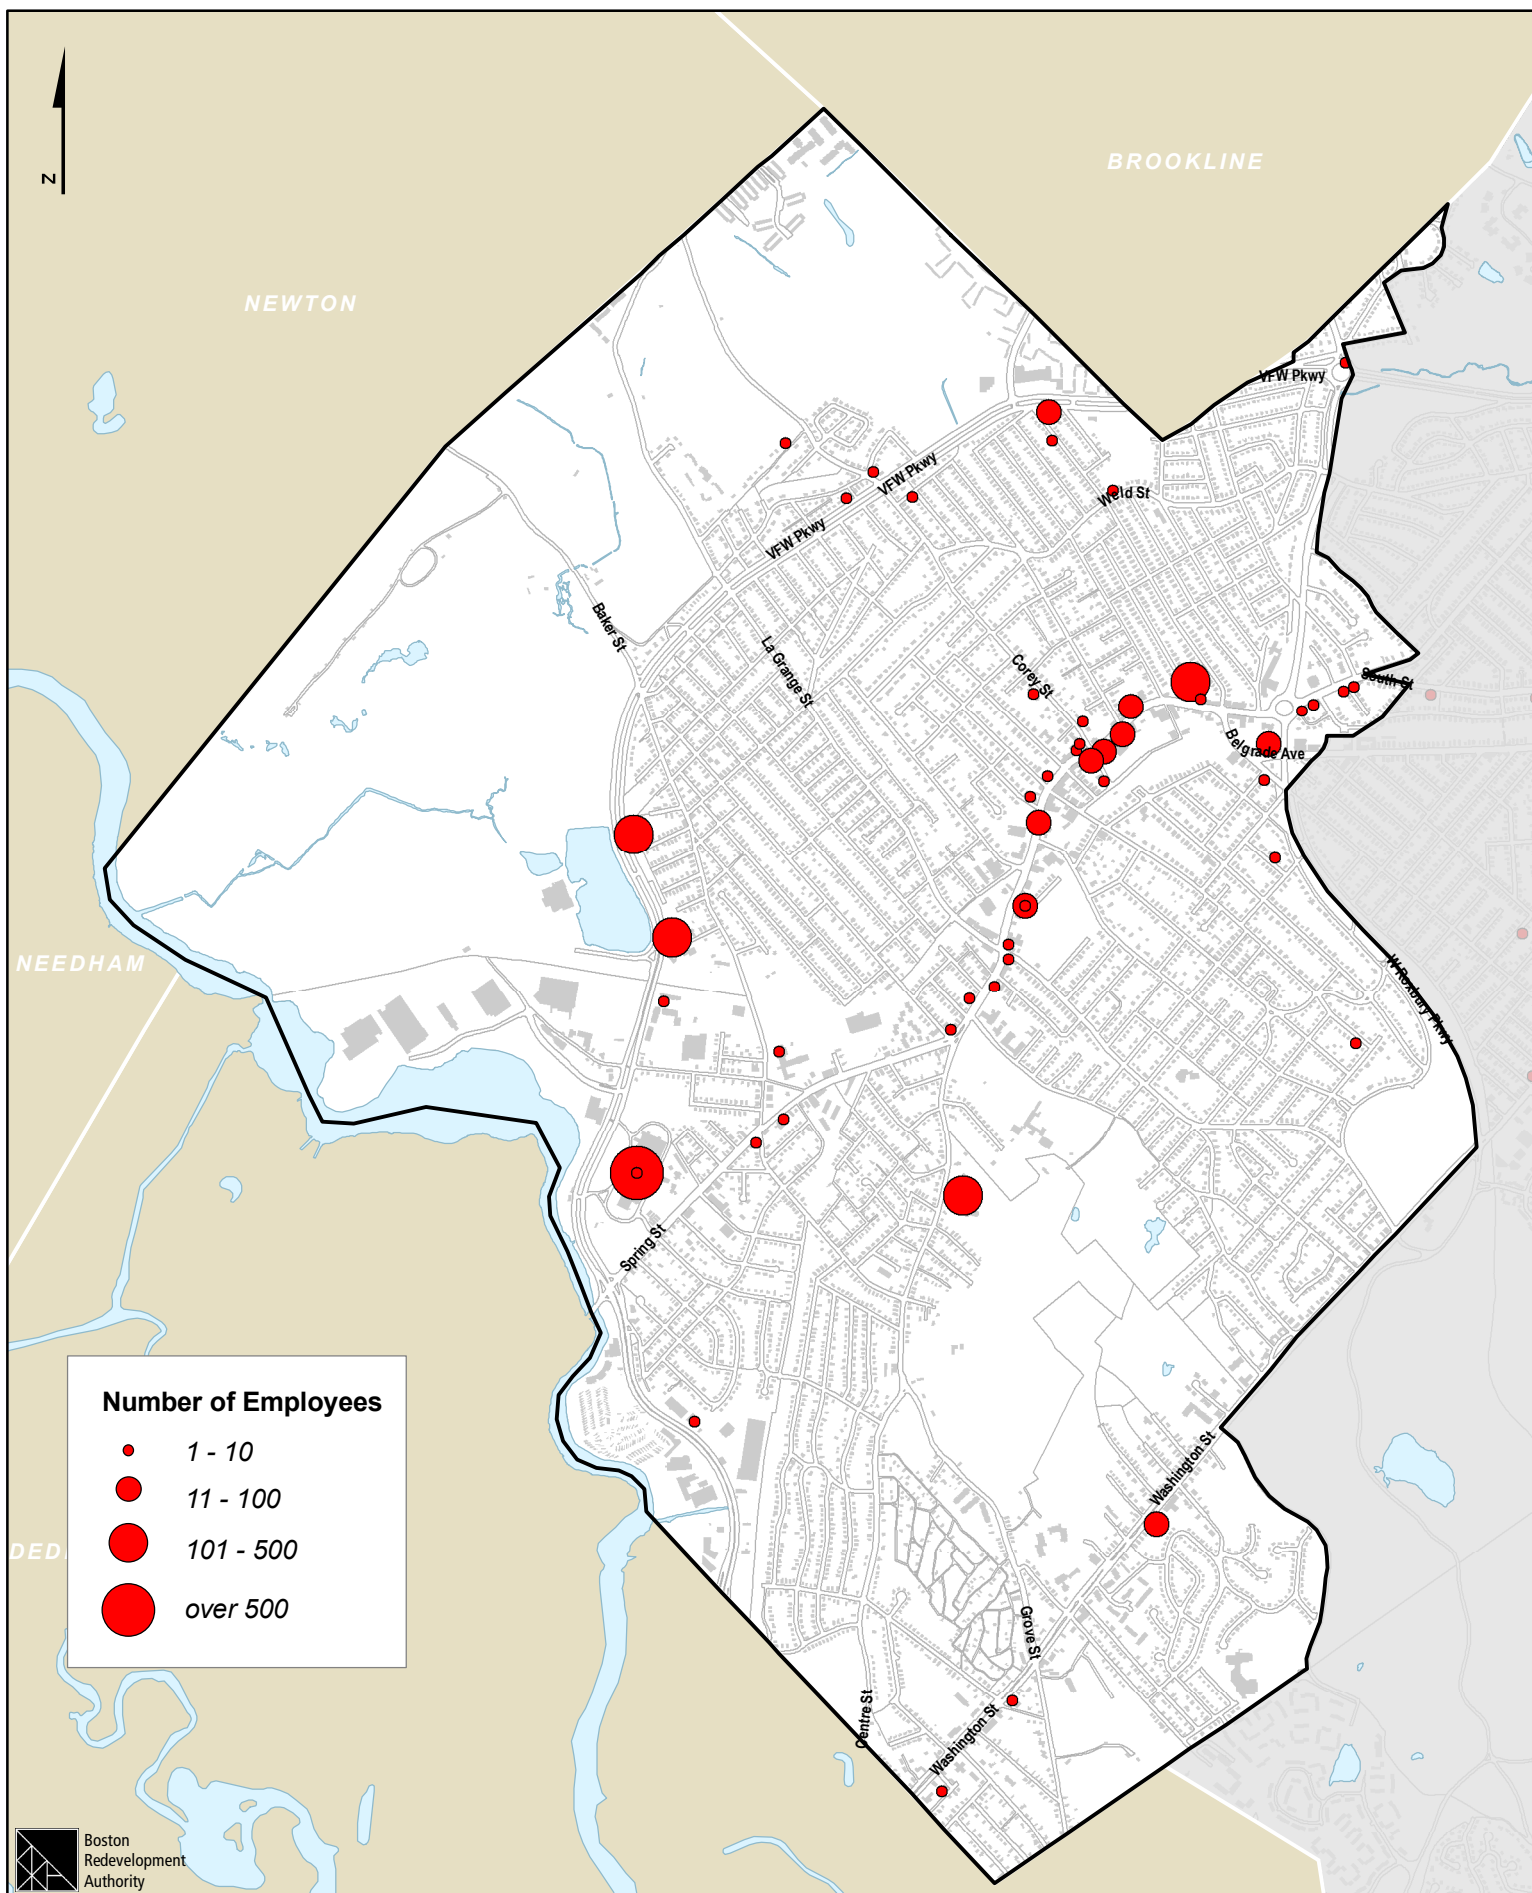 BROOKLINE
Z
NEWTON
VFW Pkwy
VFW Pkwy
Weld St
VFW Pkwy
Baker St
La Grange St
Corey St
South St
Belgrade Ave
NEEDHAM
W Roxbury Pkwy
Spring St
Number of Employees
1 - 10
11 - 100
101 - 500
over 500
DED
Washington St
Grove St
Centre St
Washington St
Boston
Redevelopment
Authority